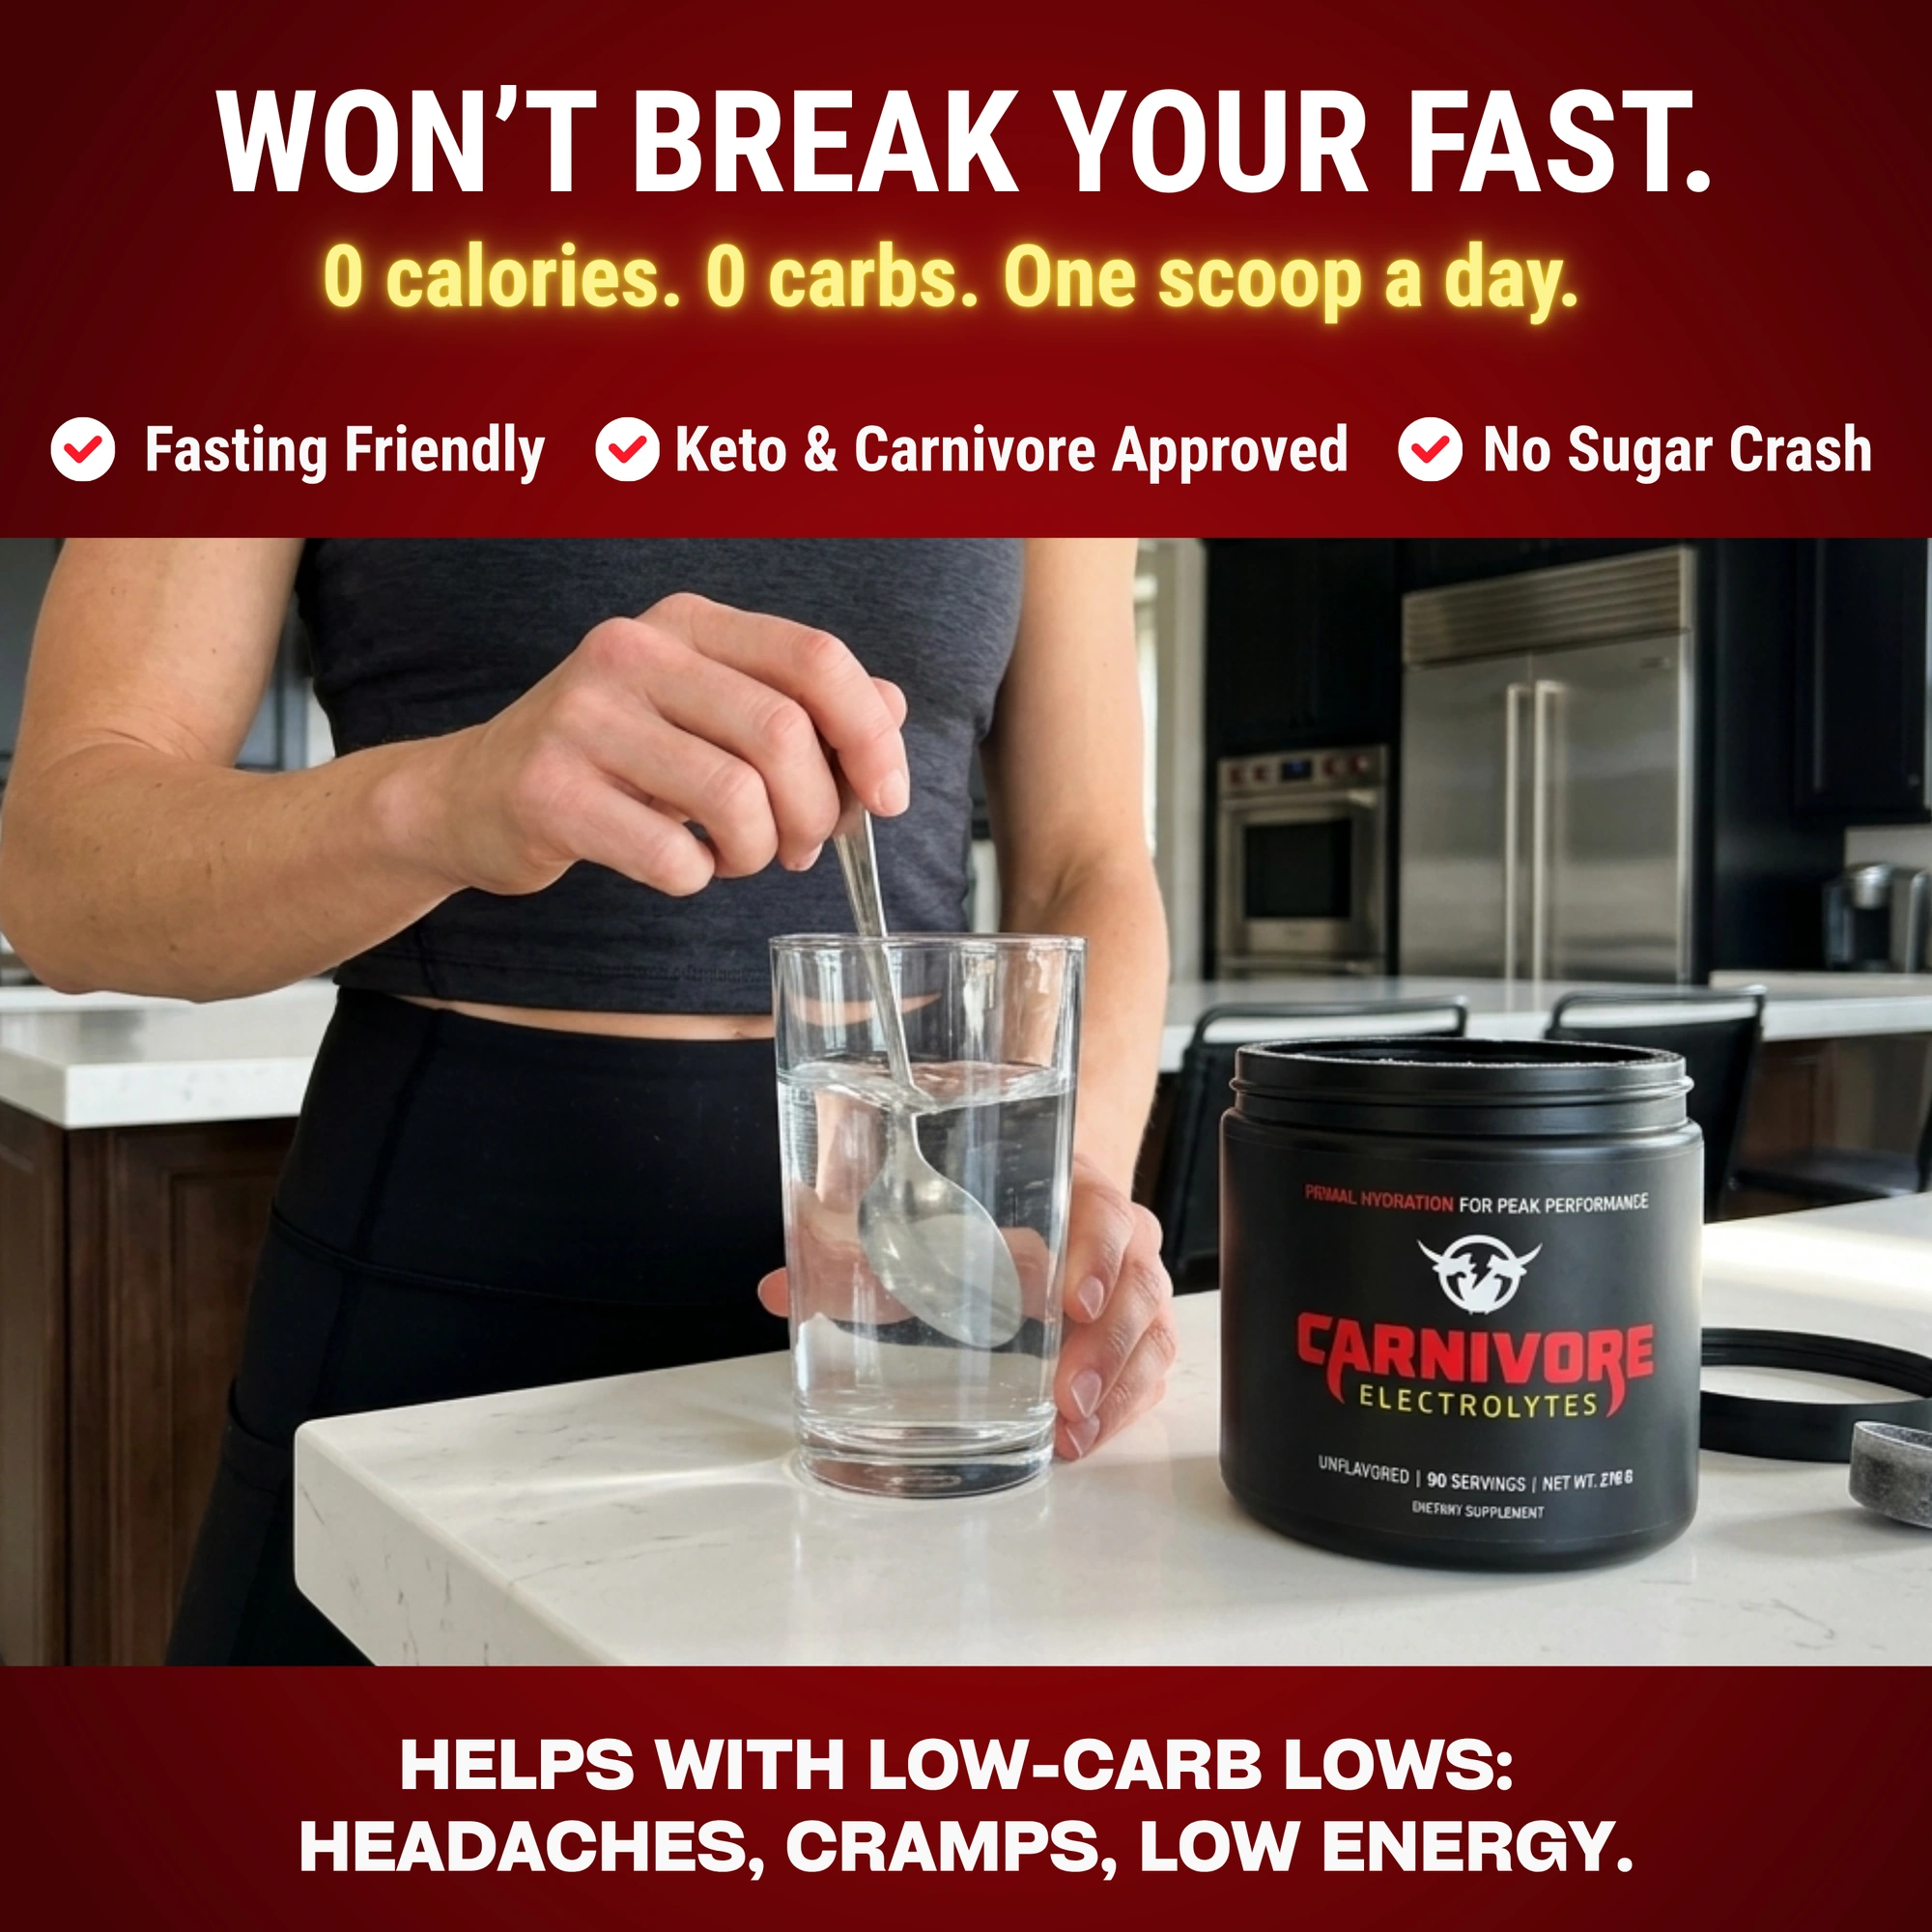 WON’T BREAK YOUR FAST.
0 calories. 0 carbs. One scoop a day.
Fasting Friendly
Keto & Carnivore Approved
No Sugar Crash
FOR PEAK PERFORMANCE
CARNIVORE
ELECTROLYTES
UNFLAVORED | 90 SERVINGS | NET WT.
SUPPLEMENT
HELPS WITH LOW-CARB LOWS:
HEADACHES, CRAMPS, LOW ENERGY.